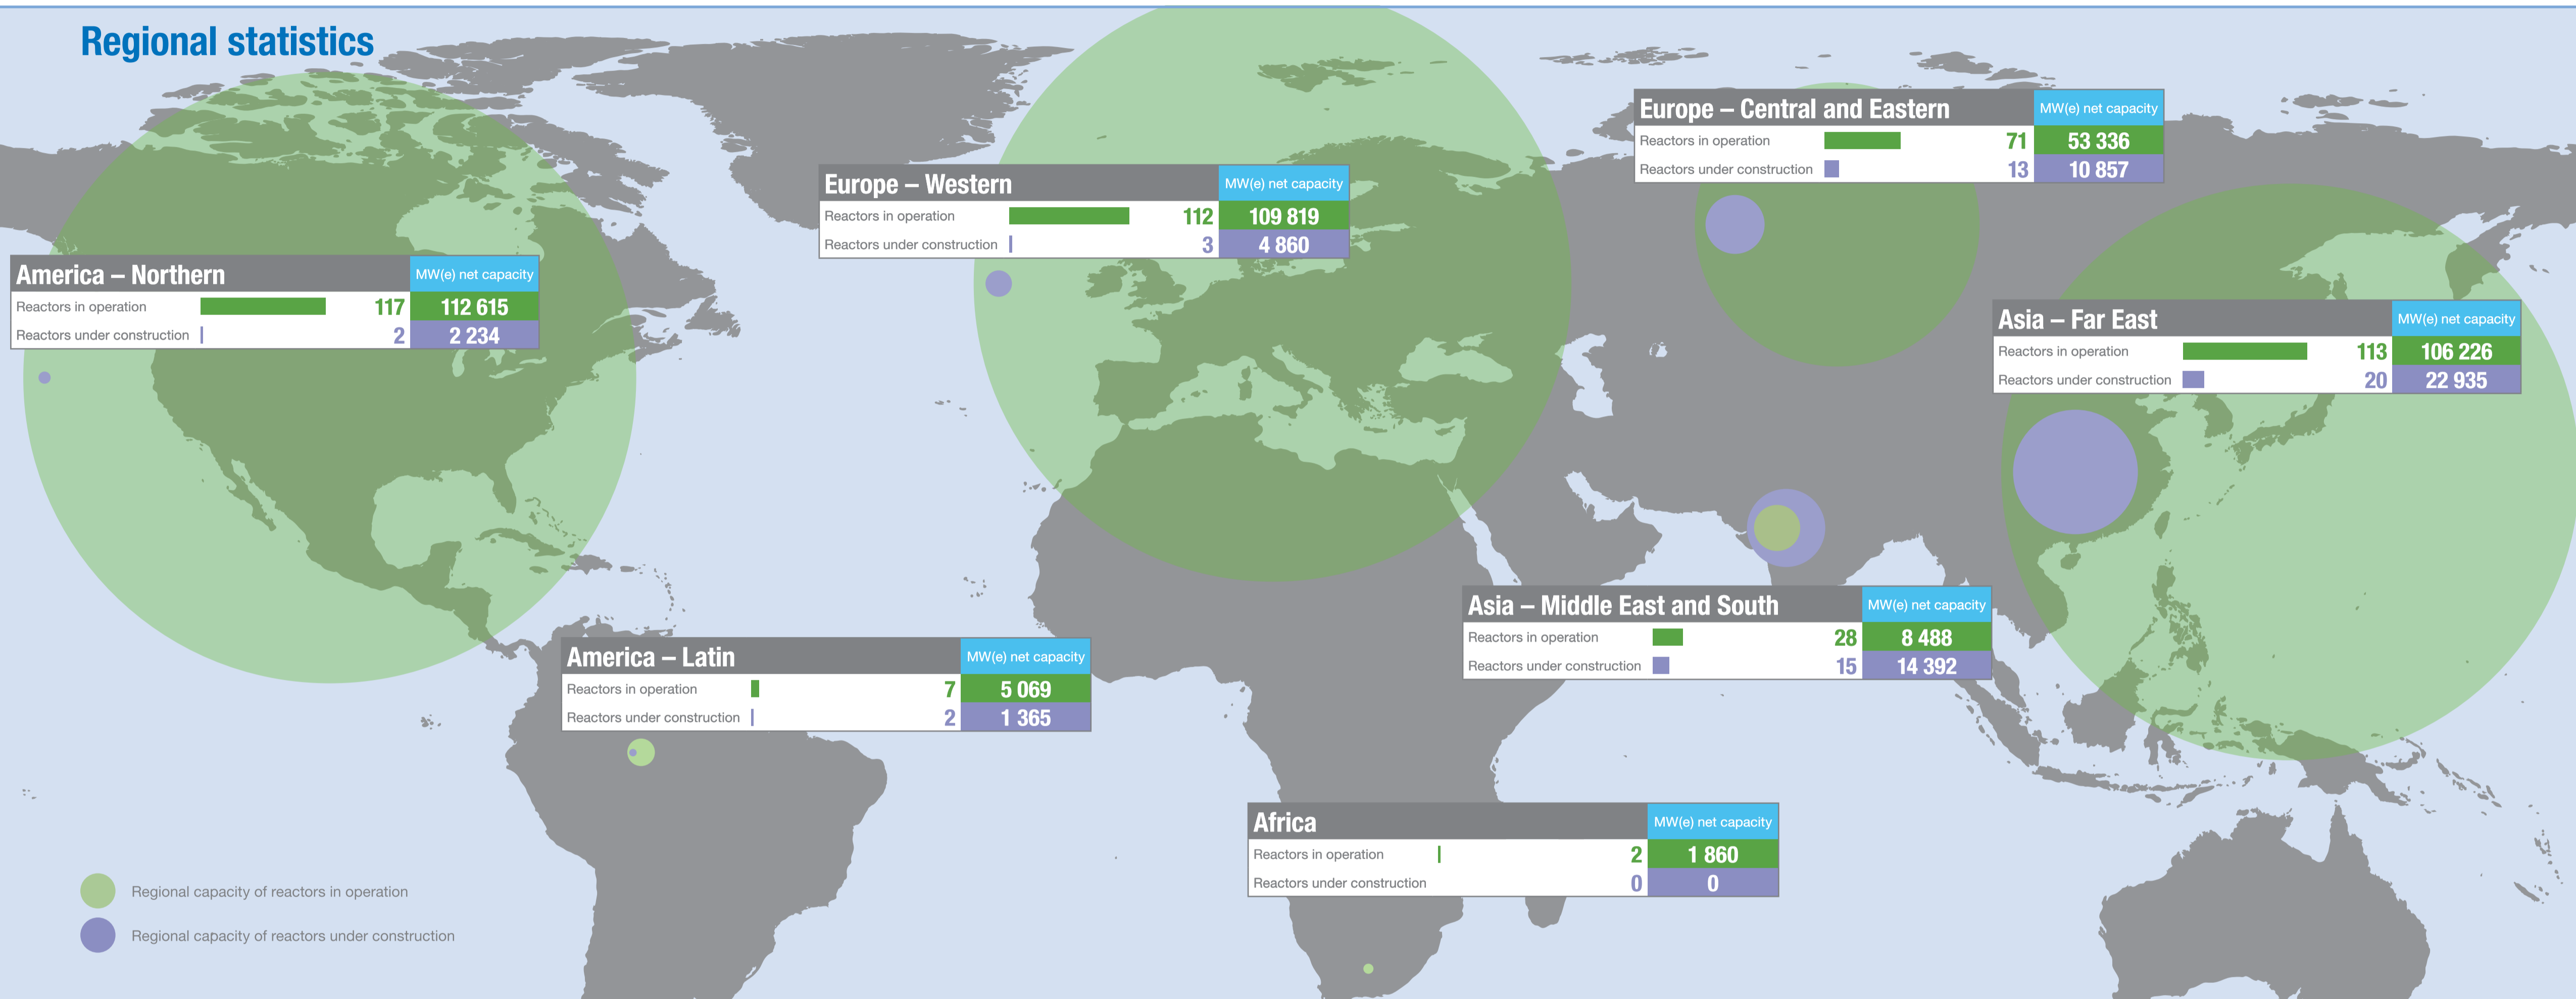 Regional statistics
Europe – Central and Eastern MW(e) net capacity
Reactors in operation 71 53 336
Reactors under construction 13 10 857
Europe – Western MW(e) net capacity
Reactors in operation 112 109 819
Reactors under construction 3 4 860
America – Northern MW(e) net capacity
Reactors in operation 117 112 615
Reactors under construction 2 2 234
Asia – Far East MW(e) net capacity
Reactors in operation 113 106 226
Reactors under construction 20 22 935
Asia – Middle East and South MW(e) net capacity
Reactors in operation 28 8 488
Reactors under construction 15 14 392
America – Latin MW(e) net capacity
Reactors in operation 7 5 069
Reactors under construction 2 1 365
Africa MW(e) net capacity
Reactors in operation 2 1 860
Reactors under construction 0 0
Regional capacity of reactors in operation
Regional capacity of reactors under construction